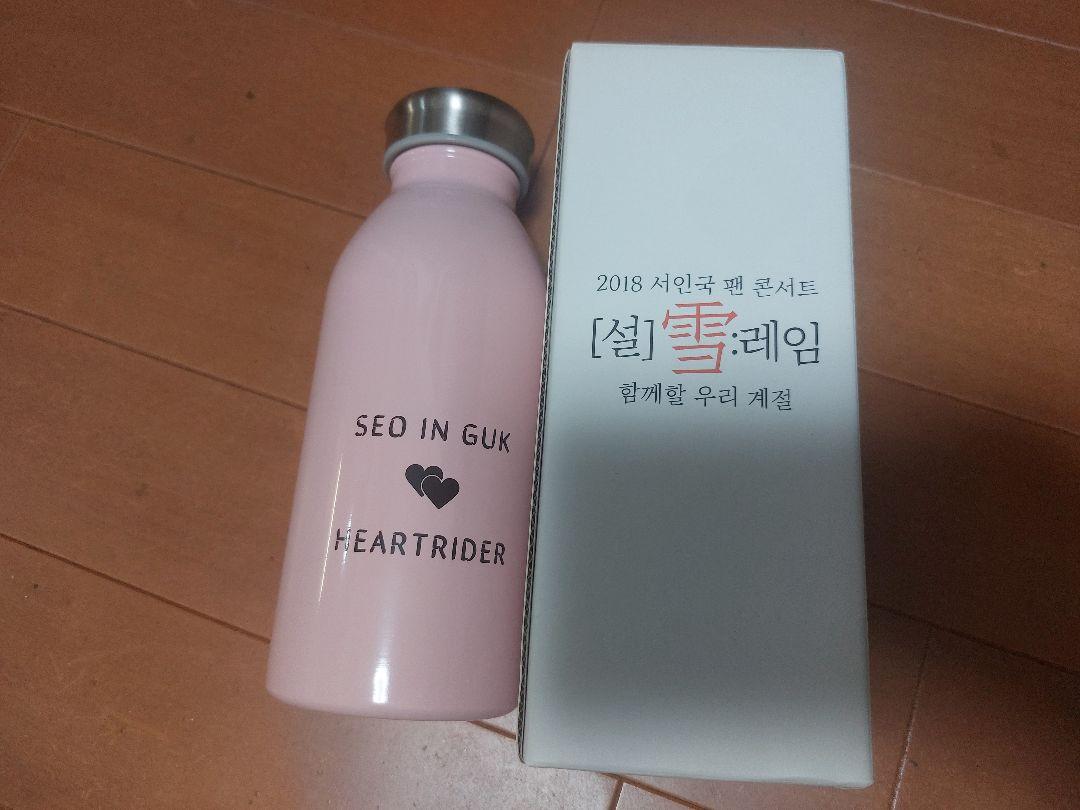 SEO IN GUK
HEARTRIDER
2018 서인국 팬 콘서트
[설]雪:레임
함께할 우리 계절